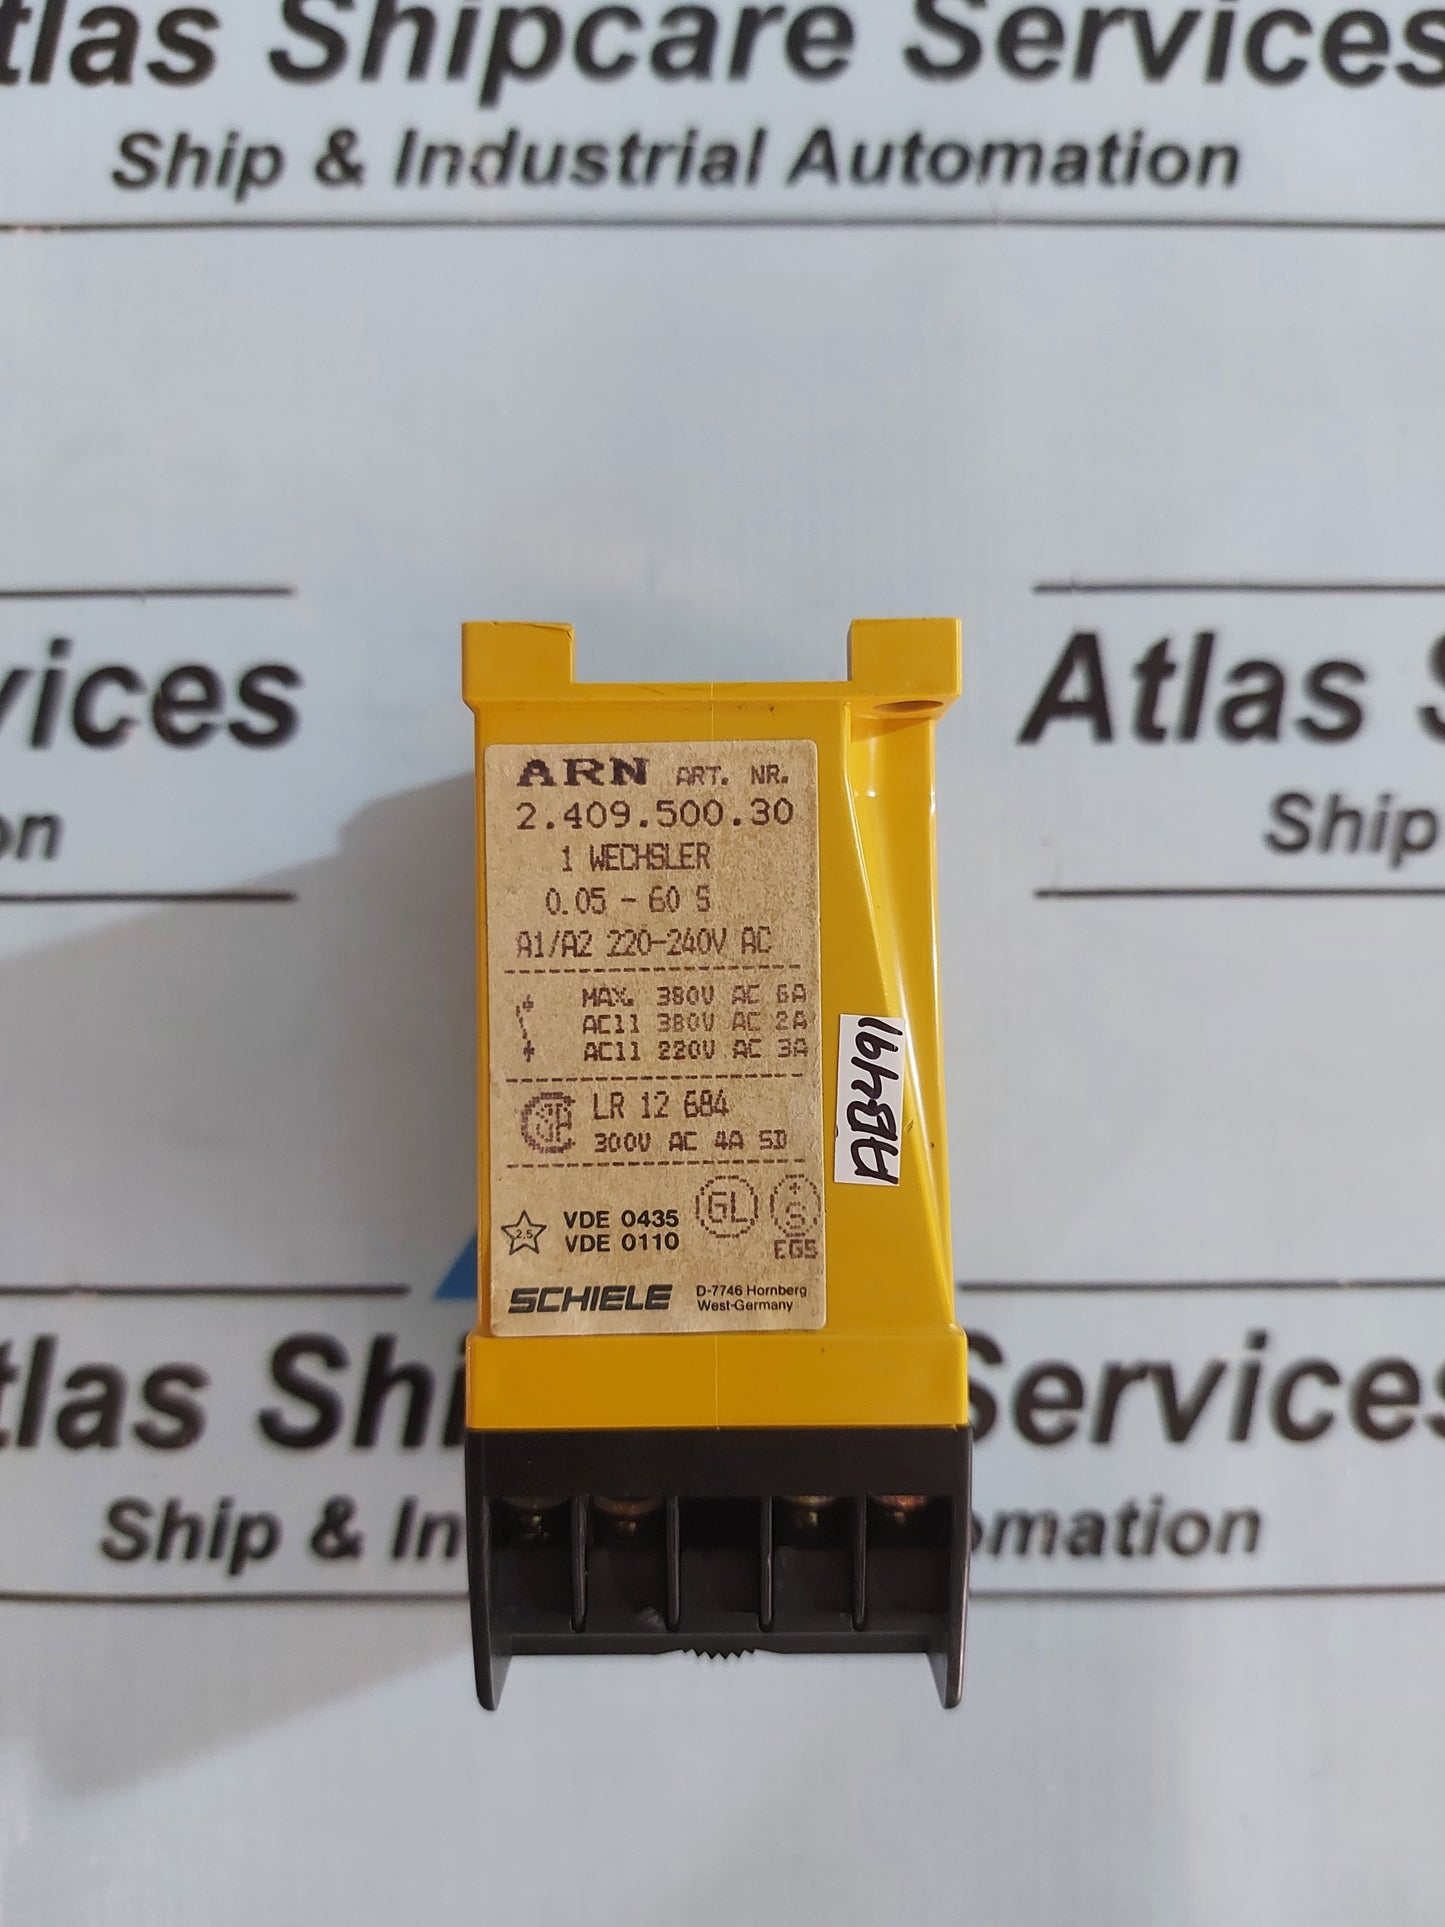 tlas Shipcare Services
Ship & Industrial Automation
vices
on
Atlas S
Ship
ARN ART. NR.
2.409.500.30
1 WECHSLER
0.05 - 60 S
A1/A2 220-240V AC
MAX. 380V AC 6A
AC11 380V AC 2A
AC11 220V AC 3A
LR 12 684
300V AC 4A SD
GL
+
S
EGS
2.5
VDE 0435
VDE 0110
SCHIELE D-7746 Hornberg
West-Germany
tlas Shi Services
Ship & In omation